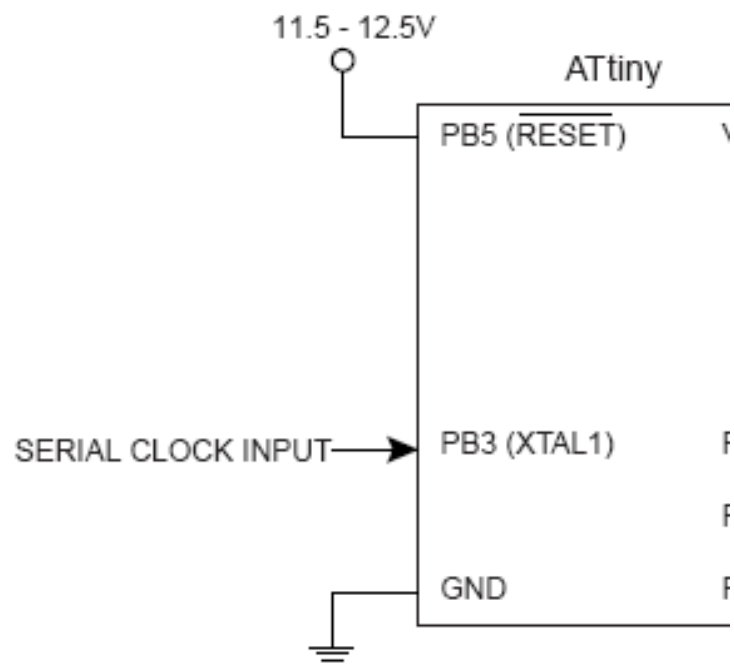 11.5 - 12.5V
ATtiny
PB5 (RESET)
SERIAL CLOCK INPUT
PB3 (XTAL1)
GND